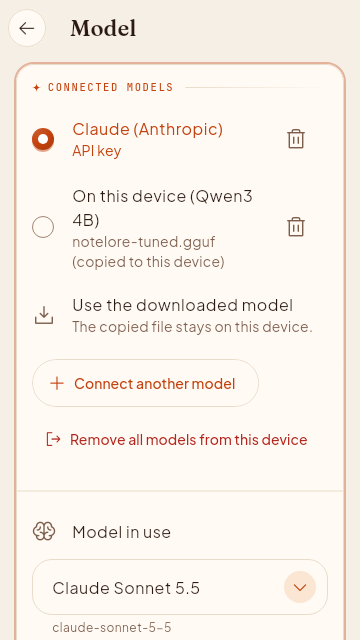 Model
CONNECTED MODELS
Claude (Anthropic)
API key
On this device (Qwen3
4B)
notelore-tuned.gguf
(copied to this device)
Use the downloaded model
The copied file stays on this device.
Connect another model
Remove all models from this device
Model in use
Claude Sonnet 5.5
claude-sonnet-5-5